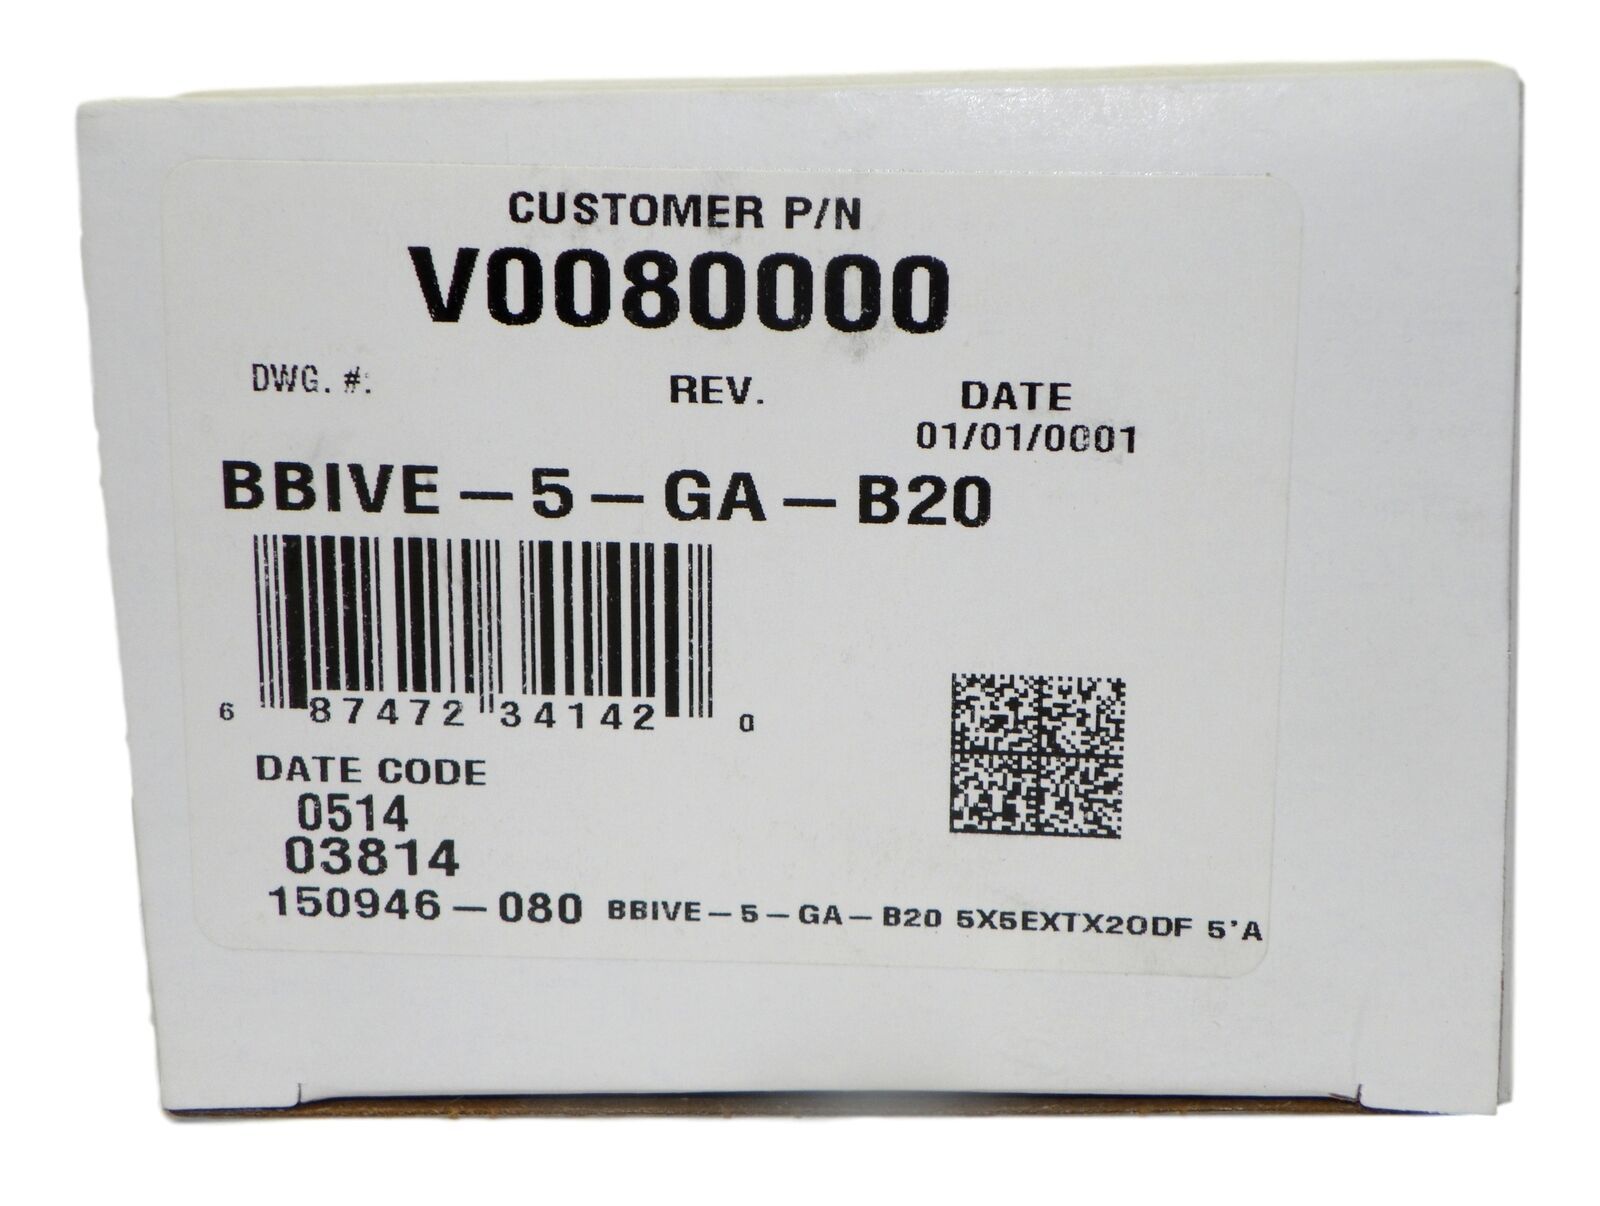 CUSTOMER P/N
V0080000
DWG. #: REV. DATE
01/01/0001
BBIVE-5-GA-B20
6 87472 34142 0
DATE CODE
0514
03814
150946-080 BBIVE-5-GA-B20 5X5EXTX20DF 5'A